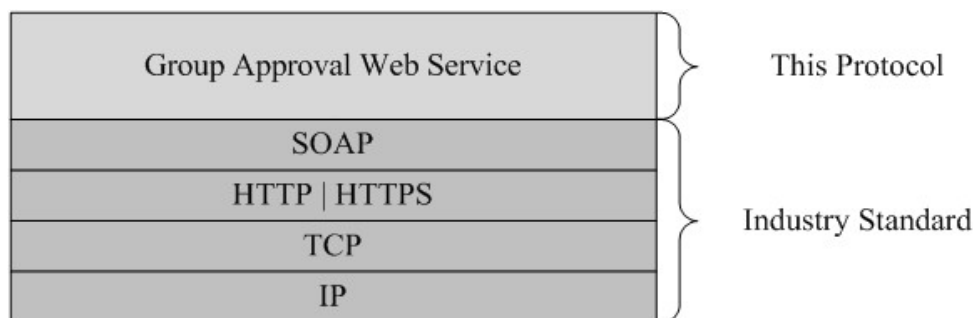 Group Approval Web Service
This Protocol
SOAP
HTTP | HTTPS
TCP
IP
Industry Standard